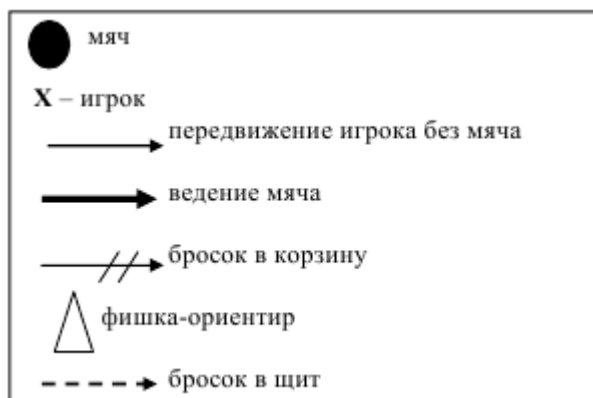 мяч
X – игрок
передвижение игрока без мяча
ведение мяча
бросок в корзину
фишка-ориентир
бросок в щит